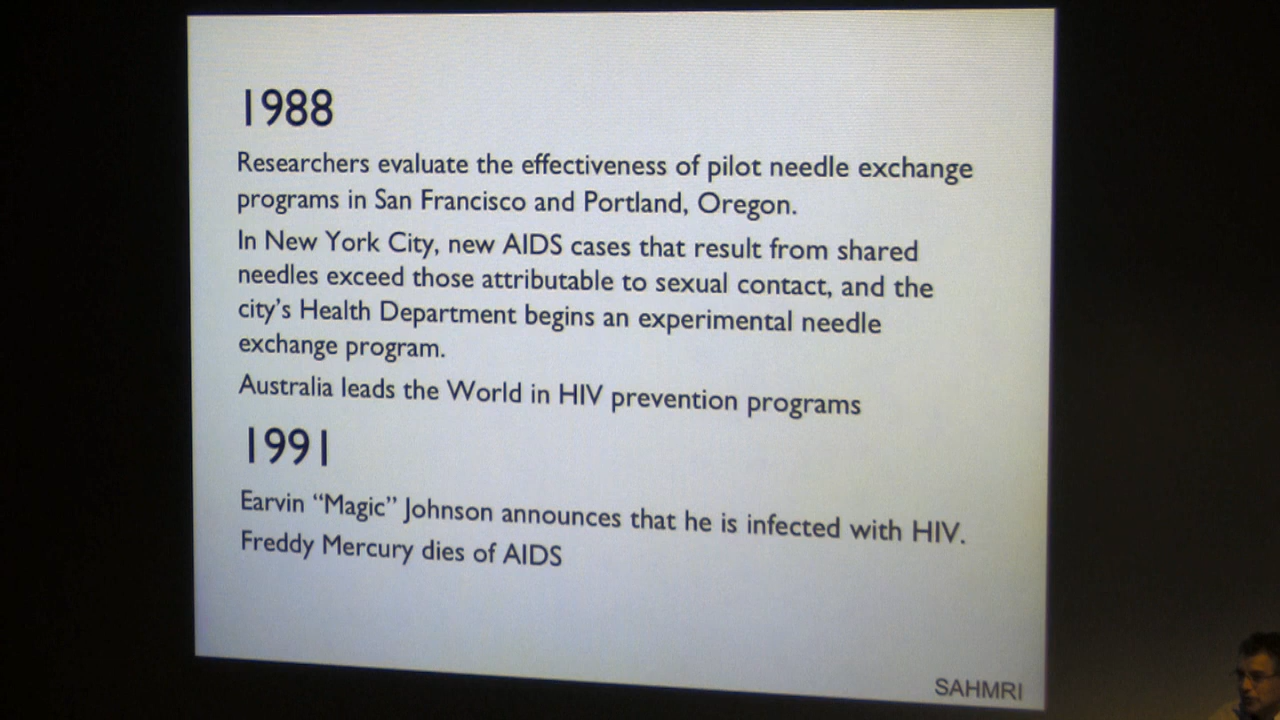 1988
Researchers evaluate the effectiveness of pilot needle exchange
programs in San Francisco and Portland, Oregon.
In New York City, new AIDS cases that result from shared
needles exceed those attributable to sexual contact, and the
city’s Health Department begins an experimental needle
exchange program.
Australia leads the World in HIV prevention programs
1991
Earvin “Magic” Johnson announces that he is infected with HIV.
Freddy Mercury dies of AIDS
SAHMRI